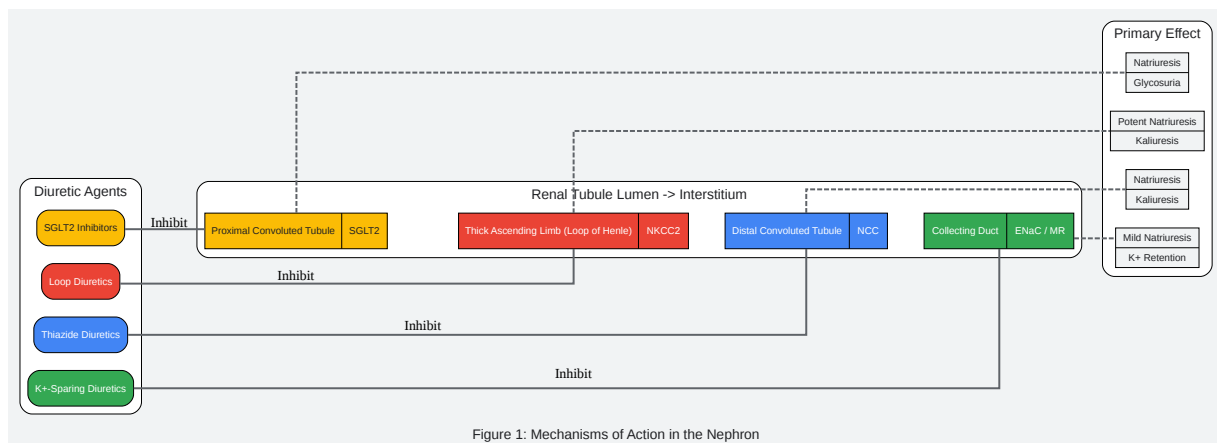 Primary Effect
Natriuresis
Glycosuria
Potent Natriuresis
Kaliuresis
Natriuresis
Kaliuresis
Mild Natriuresis
K+ Retention
Diuretic Agents
SGLT2 Inhibitors
Loop Diuretics
Thiazide Diuretics
K+-Sparing Diuretics
Inhibit
Inhibit
Inhibit
Inhibit
Renal Tubule Lumen -> Interstitium
Proximal Convoluted Tubule
SGLT2
Thick Ascending Limb (Loop of Henle)
NKCC2
Distal Convoluted Tubule
NCC
Collecting Duct
ENaC / MR
Figure 1: Mechanisms of Action in the Nephron